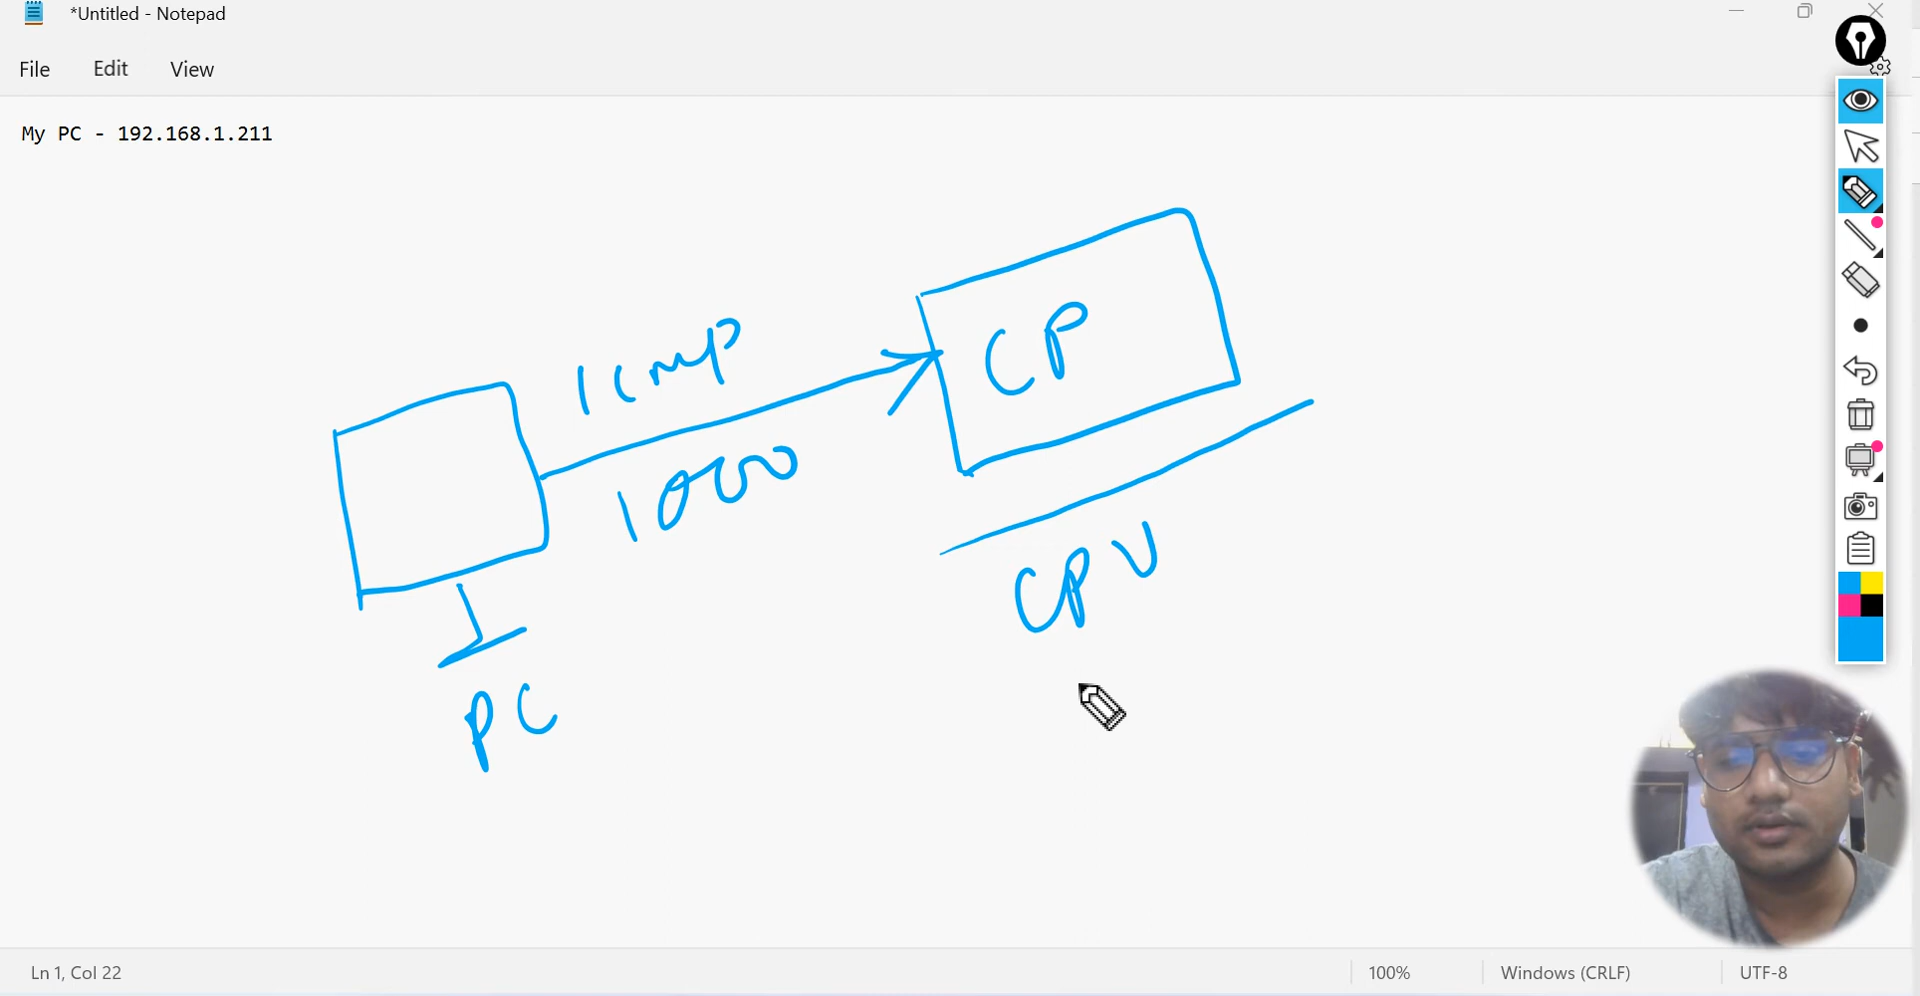 *Untitled - Notepad
File Edit View
My PC - 192.168.1.211
ICMP
CP
1000
CPU
PC
Ln 1, Col 22 100% Windows (CRLF) UTF-8